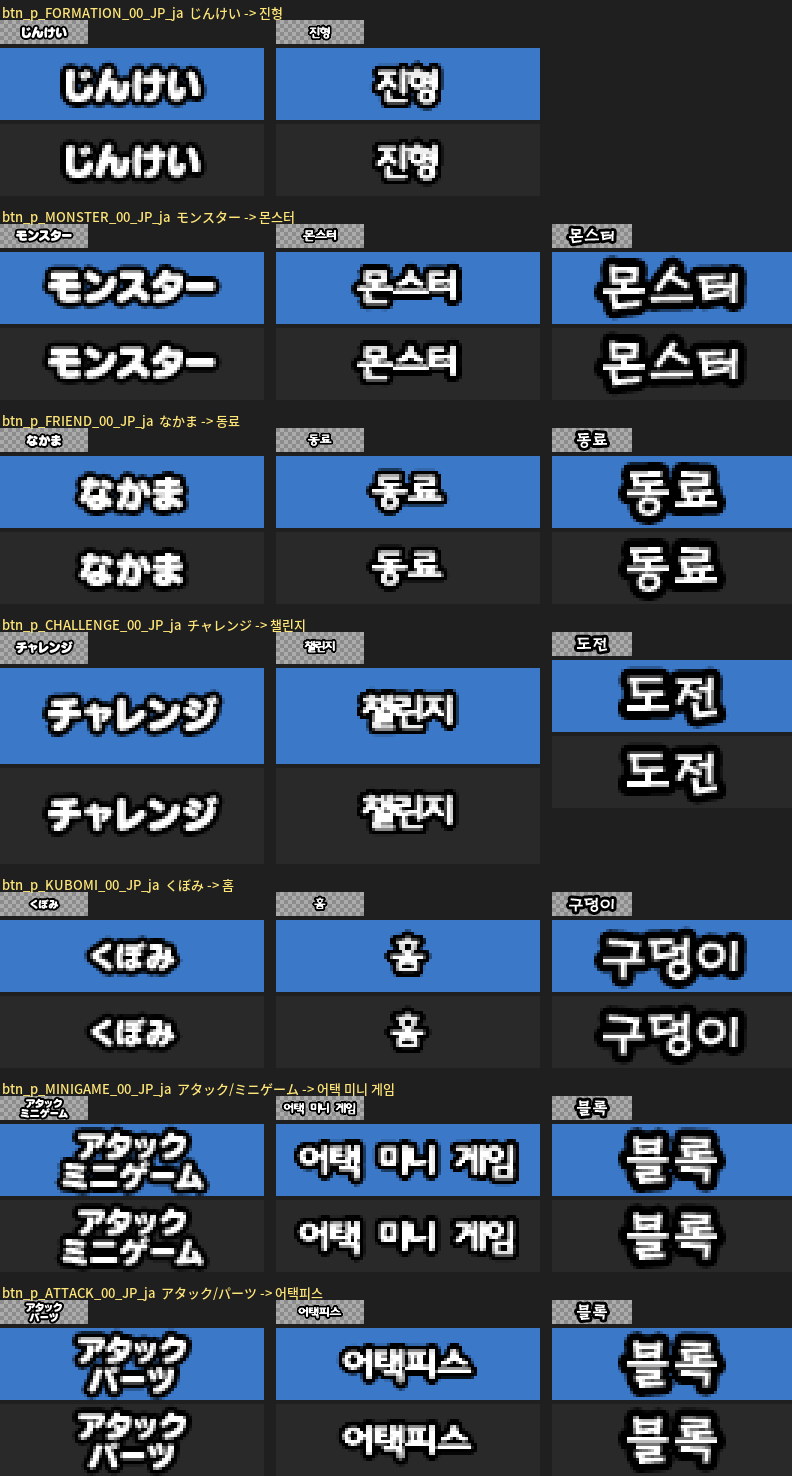 btn_p_FORMATION_00_JP_ja じんけい -> 진형
じんけい 진형
じんけい 진형
じんけい 진형
btn_p_MONSTER_00_JP_ja モンスター -> 몬스터
モンスター 몬스터 몬스터
モンスター 몬스터 몬스터
モンスター 몬스터 몬스터
btn_p_FRIEND_00_JP_ja なかま -> 동료
なかま 동료 동료
なかま 동료 동료
なかま 동료 동료
btn_p_CHALLENGE_00_JP_ja チャレンジ -> 챌린지
チャレンジ 챌린지 도전
チャレンジ 챌린지 도전
チャレンジ 챌린지 도전
btn_p_KUBOMI_00_JP_ja くぼみ -> 홈
くぼみ 홈 구덩이
くぼみ 홈 구덩이
くぼみ 홈 구덩이
btn_p_MINIGAME_00_JP_ja アタック/ミニゲーム -> 어택 미니 게임
アタック
ミニゲーム 어택 미니 게임 블록
アタック
ミニゲーム 어택 미니 게임 블록
アタック
ミニゲーム 어택 미니 게임 블록
btn_p_ATTACK_00_JP_ja アタック/パーツ -> 어택피스
アタック
パーツ 어택피스 블록
アタック
パーツ 어택피스 블록
アタック
パーツ 어택피스 블록